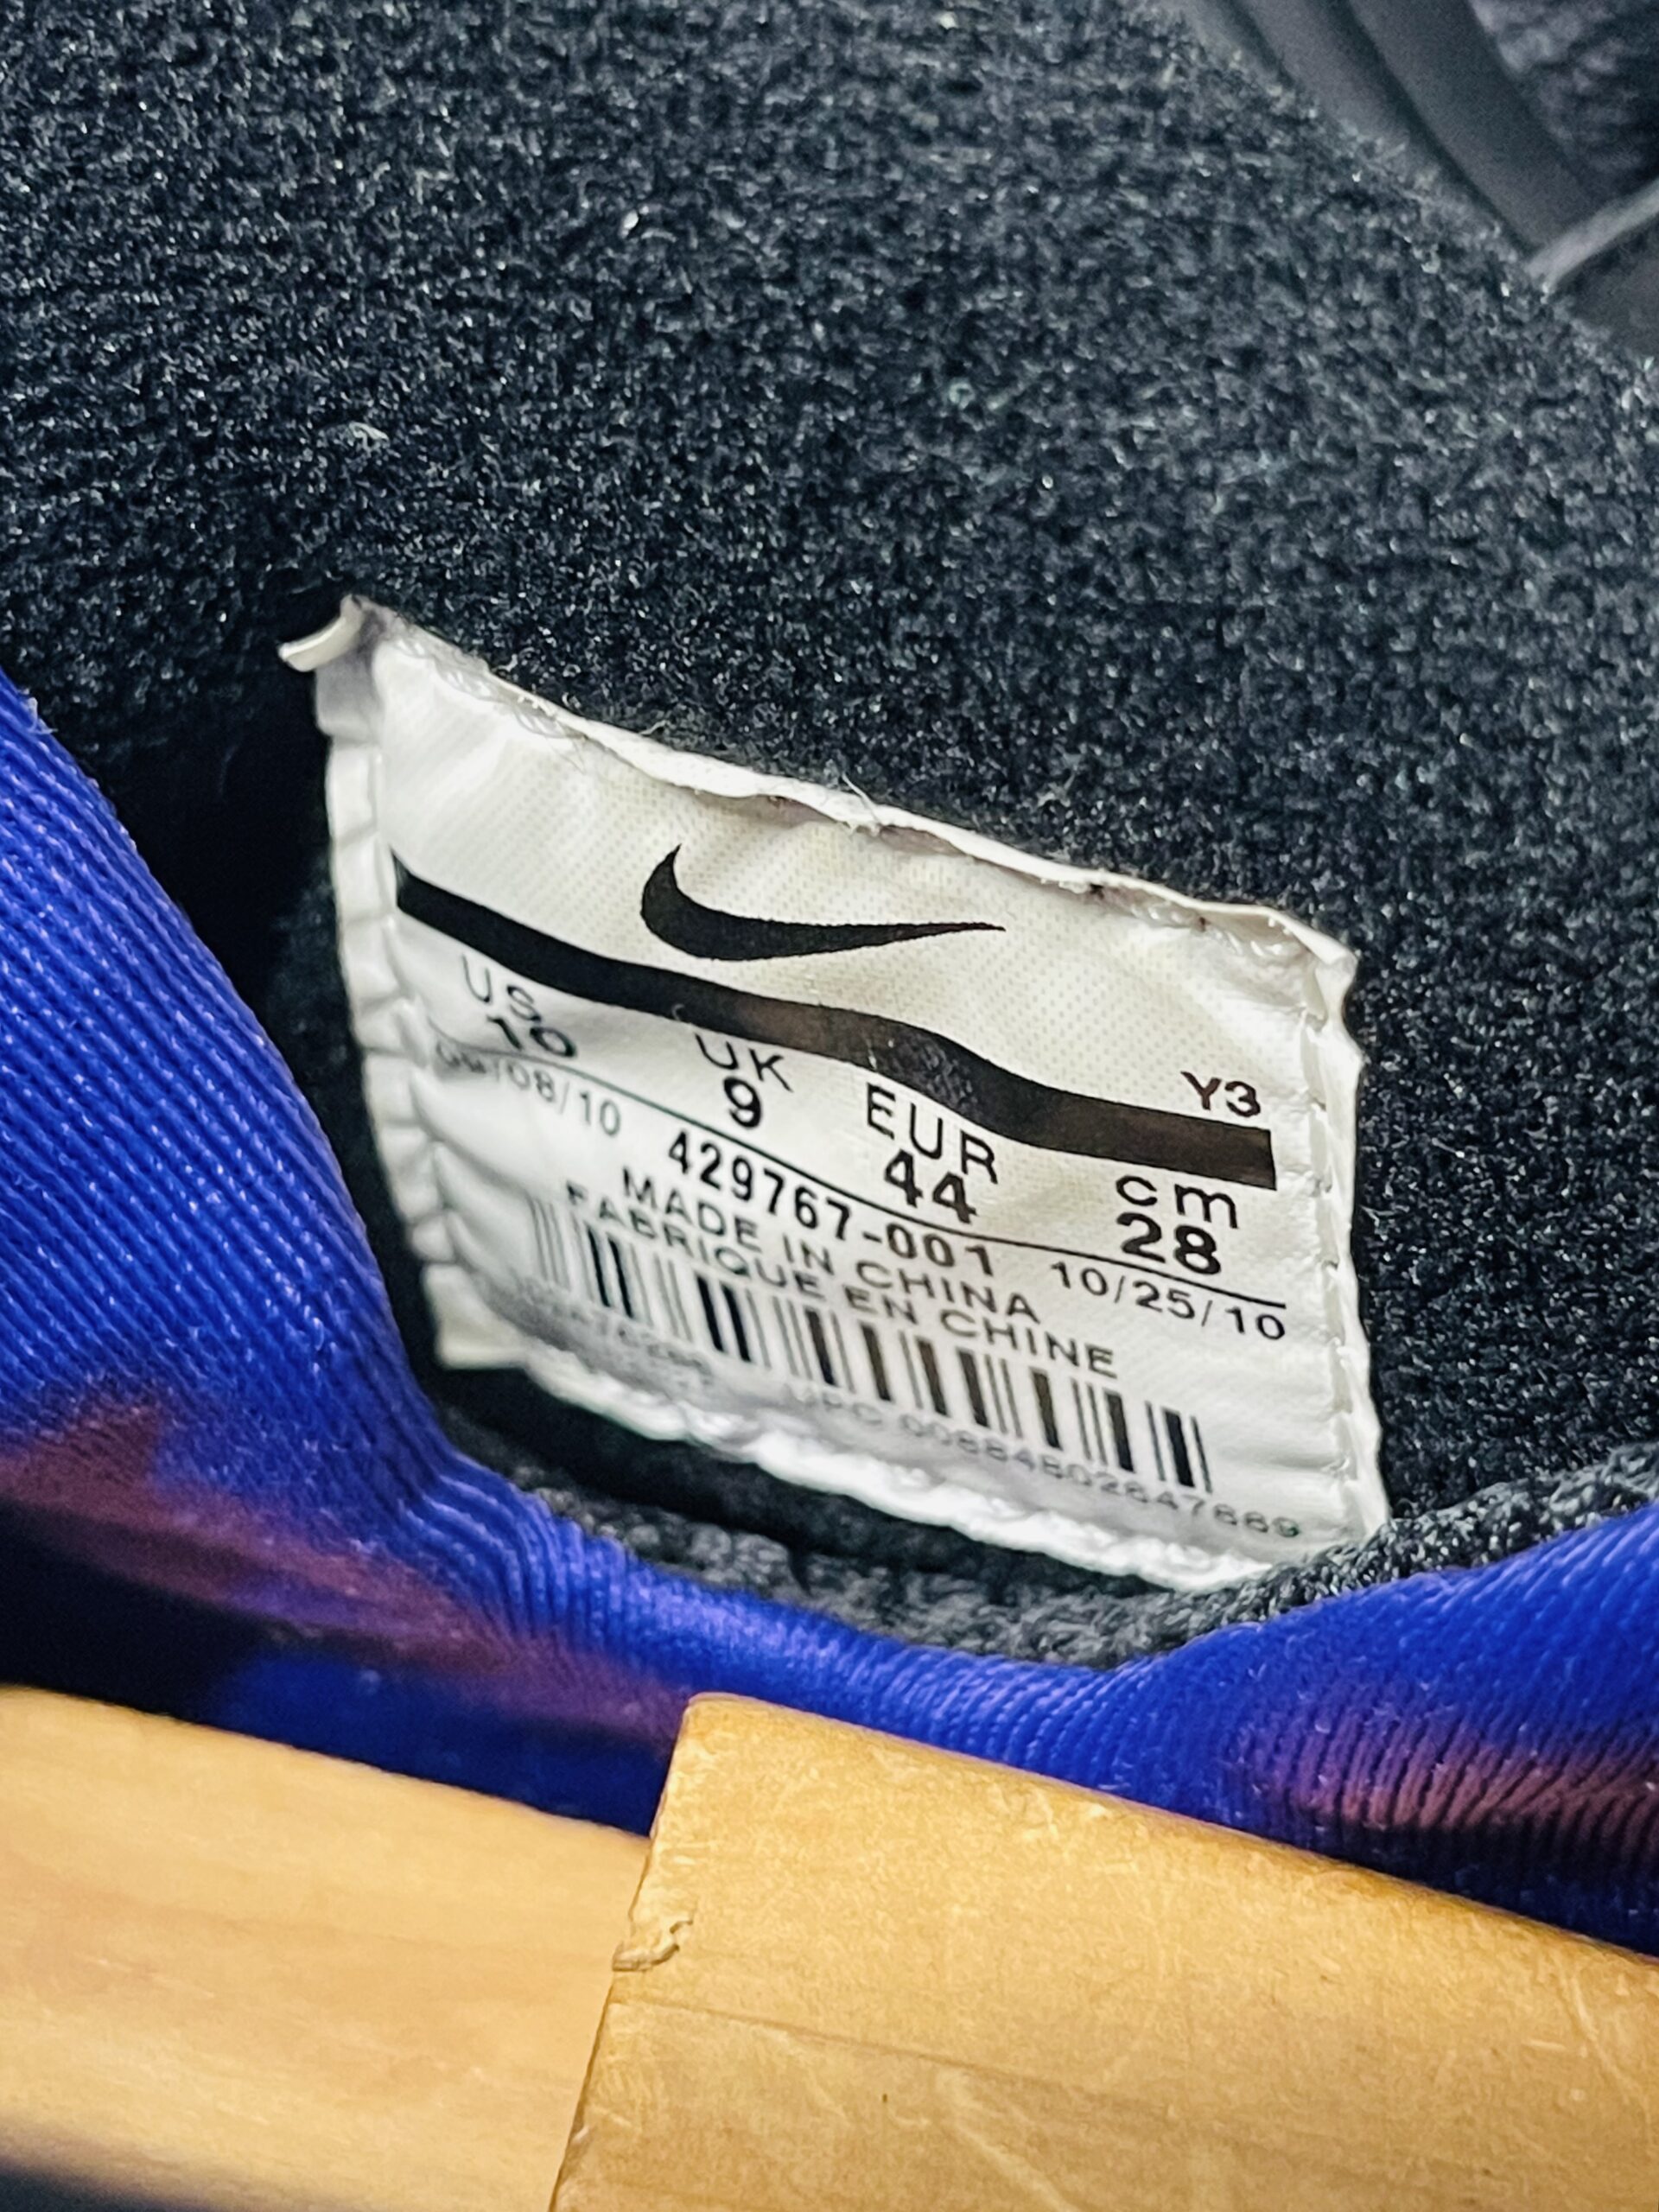 Y3
US UK EUR cm
10 9 44 28
/08/10 429767-001 10/25/10
MADE IN CHINA
FABRIQUE EN CHINE
UPC